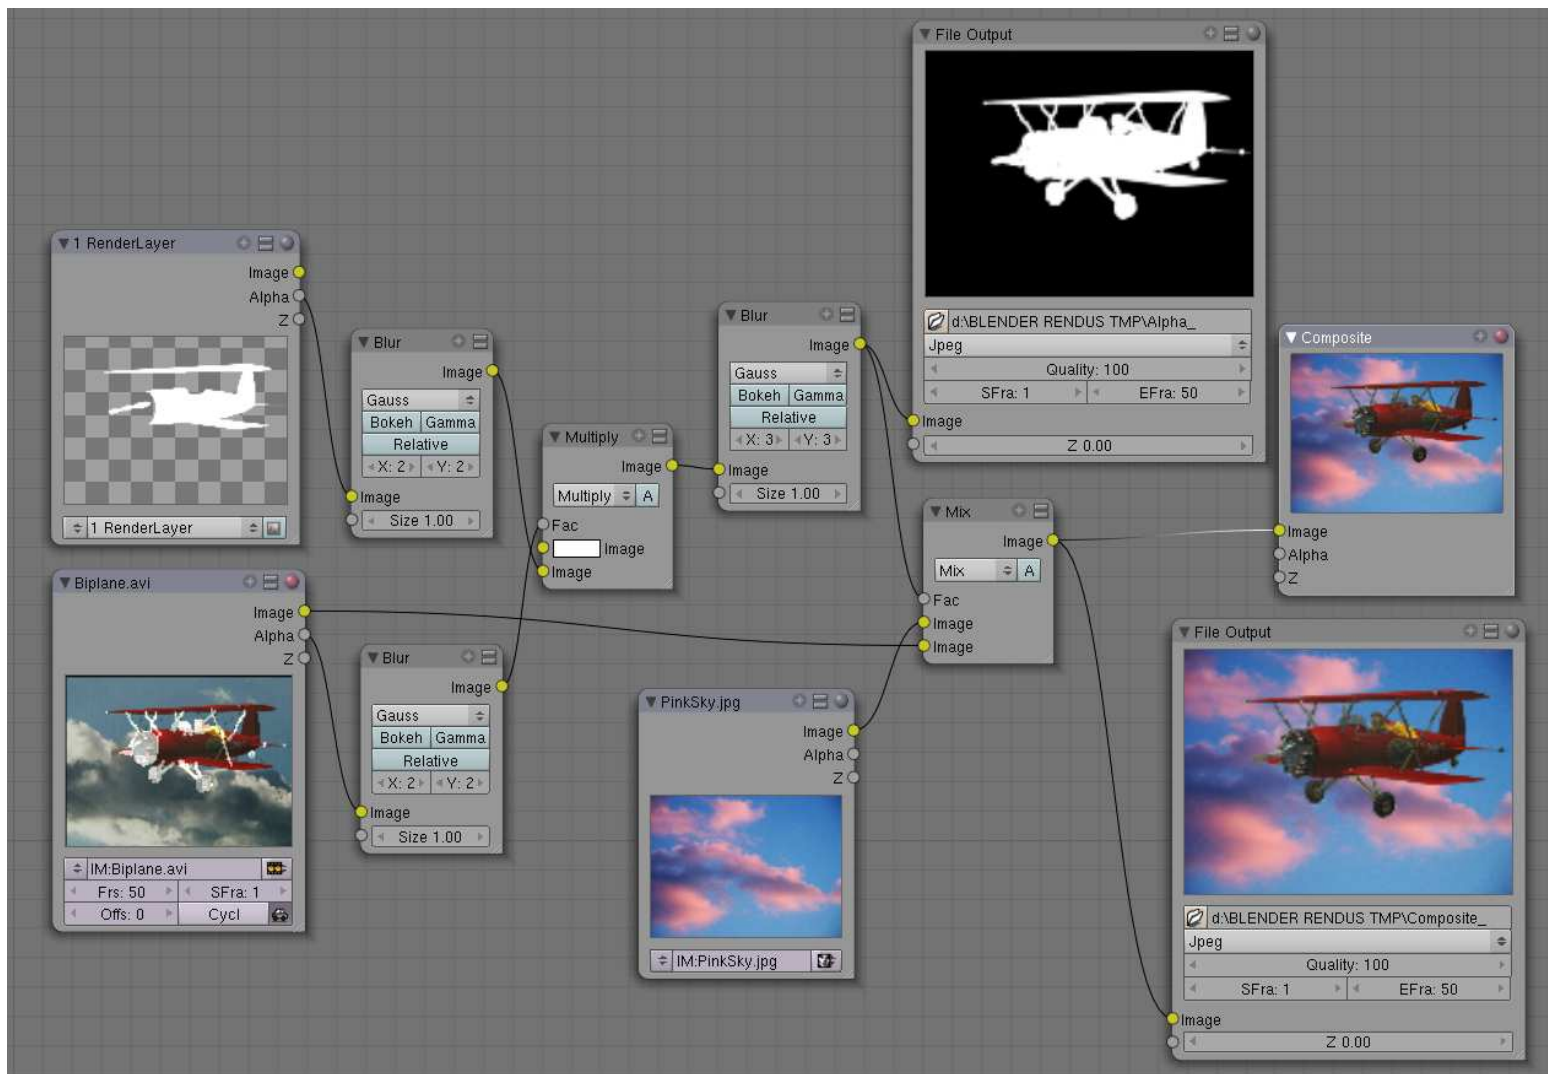 1 RenderLayer
Image
Alpha
Z
1 RenderLayer
Biplane.avi
Image
Alpha
Z
IM:Biplane.avi
Frs: 50 SFra: 1
Offs: 0 Cycl
Blur
Image
Gauss
Bokeh Gamma
Relative
X: 2 Y: 2
Image
Size 1.00
Blur
Image
Gauss
Bokeh Gamma
Relative
X: 2 Y: 2
Image
Size 1.00
Multiply
Image
Multiply A
Fac
Image
Image
Blur
Image
Gauss
Bokeh Gamma
Relative
X: 3 Y: 3
Image
Size 1.00
PinkSky.jpg
Image
Alpha
Z
IM:PinkSky.jpg
File Output
d:\BLENDER RENDUS TMP\Alpha_
Jpeg
Quality: 100
SFra: 1 EFra: 50
Image
Z 0.00
Mix
Image
Mix A
Fac
Image
Image
Composite
Image
Alpha
Z
File Output
d:\BLENDER RENDUS TMP\Composite_
Jpeg
Quality: 100
SFra: 1 EFra: 50
Image
Z 0.00